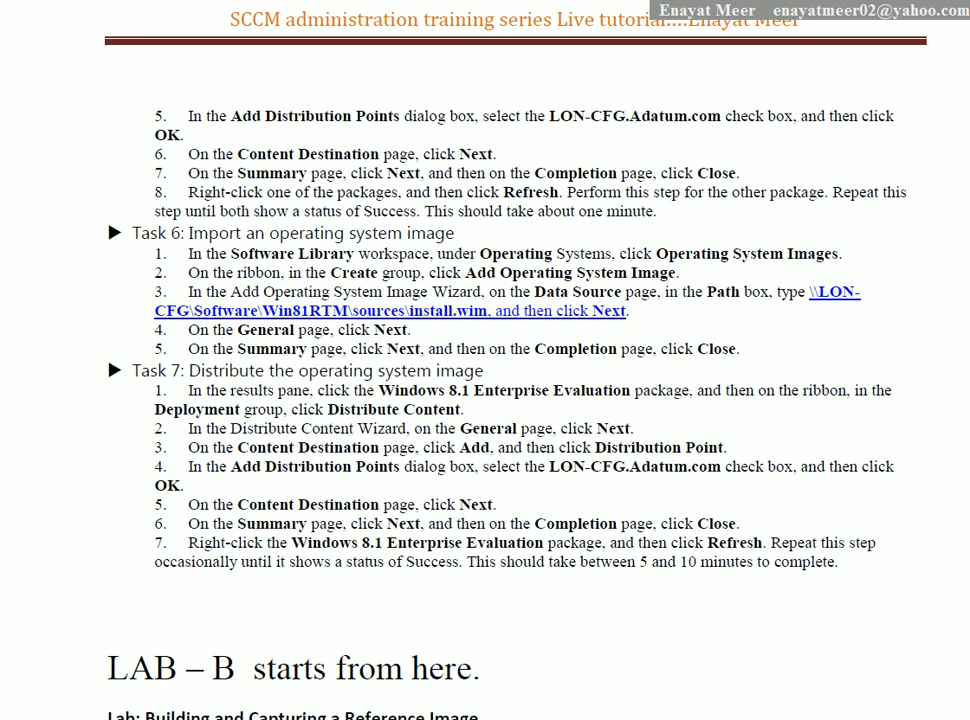 SCCM administration training series Live tutorial....Enayat Meer
Enayat Meer enayatmeer02@yahoo.com
5. In the Add Distribution Points dialog box, select the LON-CFG.Adatum.com check box, and then click
OK.
6. On the Content Destination page, click Next.
7. On the Summary page, click Next, and then on the Completion page, click Close.
8. Right-click one of the packages, and then click Refresh. Perform this step for the other package. Repeat this
step until both show a status of Success. This should take about one minute.
▶ Task 6: Import an operating system image
1. In the Software Library workspace, under Operating Systems, click Operating System Images.
2. On the ribbon, in the Create group, click Add Operating System Image.
3. In the Add Operating System Image Wizard, on the Data Source page, in the Path box, type \\LON-
CFG\Software\Win81RTM\sources\install.wim, and then click Next.
4. On the General page, click Next.
5. On the Summary page, click Next, and then on the Completion page, click Close.
▶ Task 7: Distribute the operating system image
1. In the results pane, click the Windows 8.1 Enterprise Evaluation package, and then on the ribbon, in the
Deployment group, click Distribute Content.
2. In the Distribute Content Wizard, on the General page, click Next.
3. On the Content Destination page, click Add, and then click Distribution Point.
4. In the Add Distribution Points dialog box, select the LON-CFG.Adatum.com check box, and then click
OK.
5. On the Content Destination page, click Next.
6. On the Summary page, click Next, and then on the Completion page, click Close.
7. Right-click the Windows 8.1 Enterprise Evaluation package, and then click Refresh. Repeat this step
occasionally until it shows a status of Success. This should take between 5 and 10 minutes to complete.
LAB – B starts from here.
Lab: Building and Capturing a Reference Image